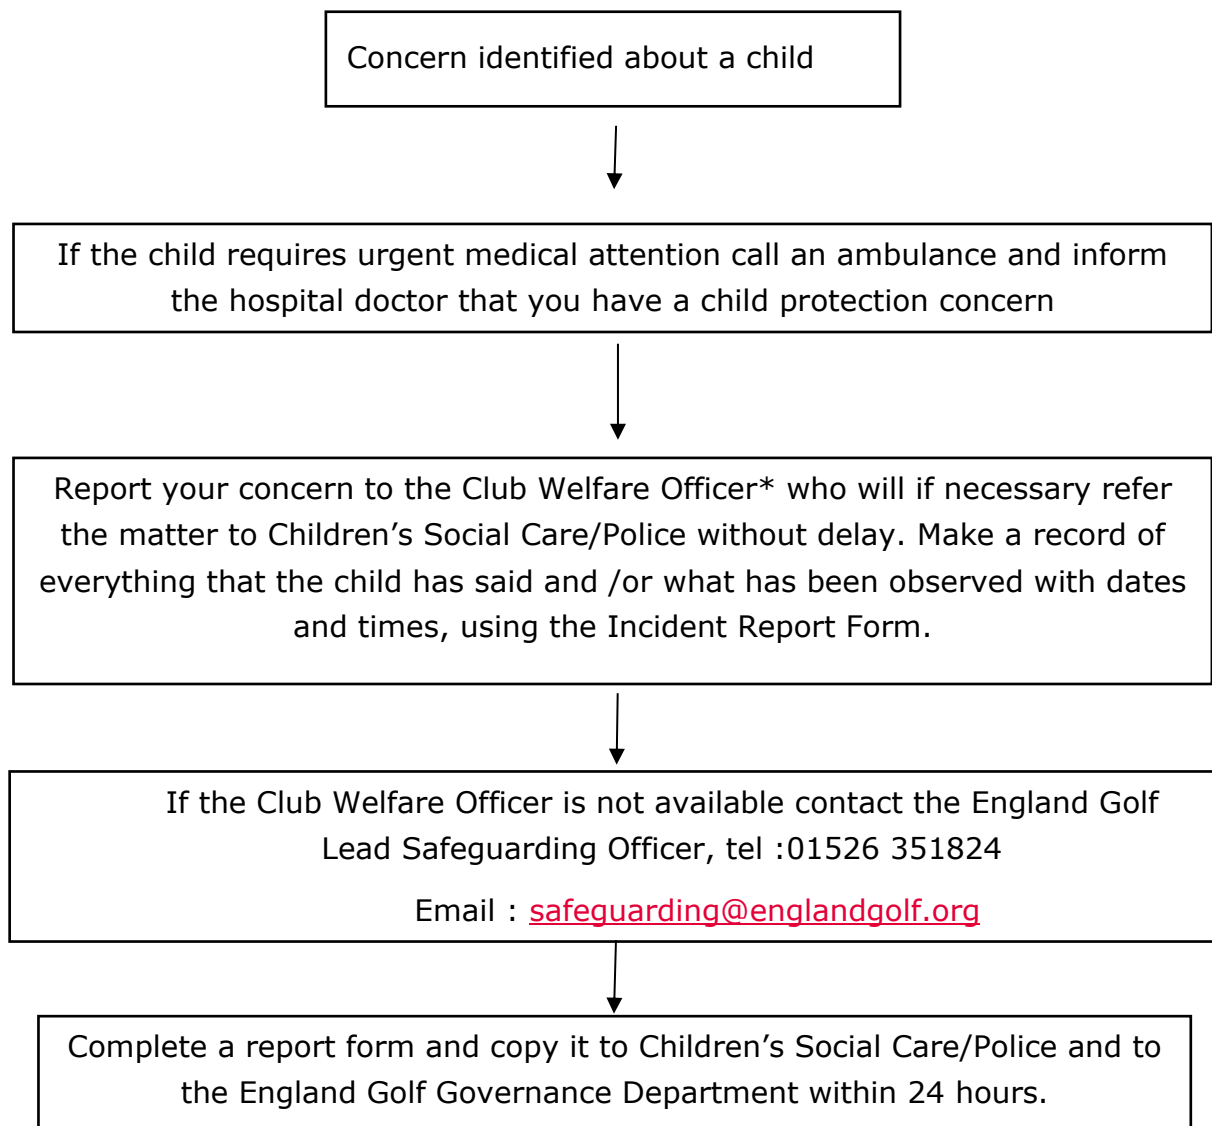 Concern identified about a child
If the child requires urgent medical attention call an ambulance and inform
the hospital doctor that you have a child protection concern
Report your concern to the Club Welfare Officer* who will if necessary refer
the matter to Children’s Social Care/Police without delay. Make a record of
everything that the child has said and /or what has been observed with dates
and times, using the Incident Report Form.
If the Club Welfare Officer is not available contact the England Golf
Lead Safeguarding Officer, tel :01526 351824
Email : safeguarding@englandgolf.org
Complete a report form and copy it to Children’s Social Care/Police and to
the England Golf Governance Department within 24 hours.